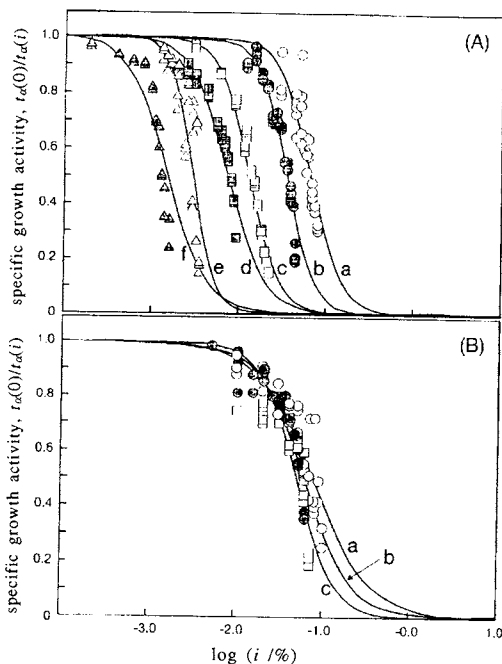 (A)
specific growth activity, tα(0)/tα(i)
1.0
0.8
0.6
0.4
0.2
0
f
e
d
c
b
a
(B)
specific growth activity, tα(0)/tα(i)
1.0
0.8
0.6
0.4
0.2
a
b
c
-3.0 -2.0 -1.0 -0.0 1.0
log (i /%)